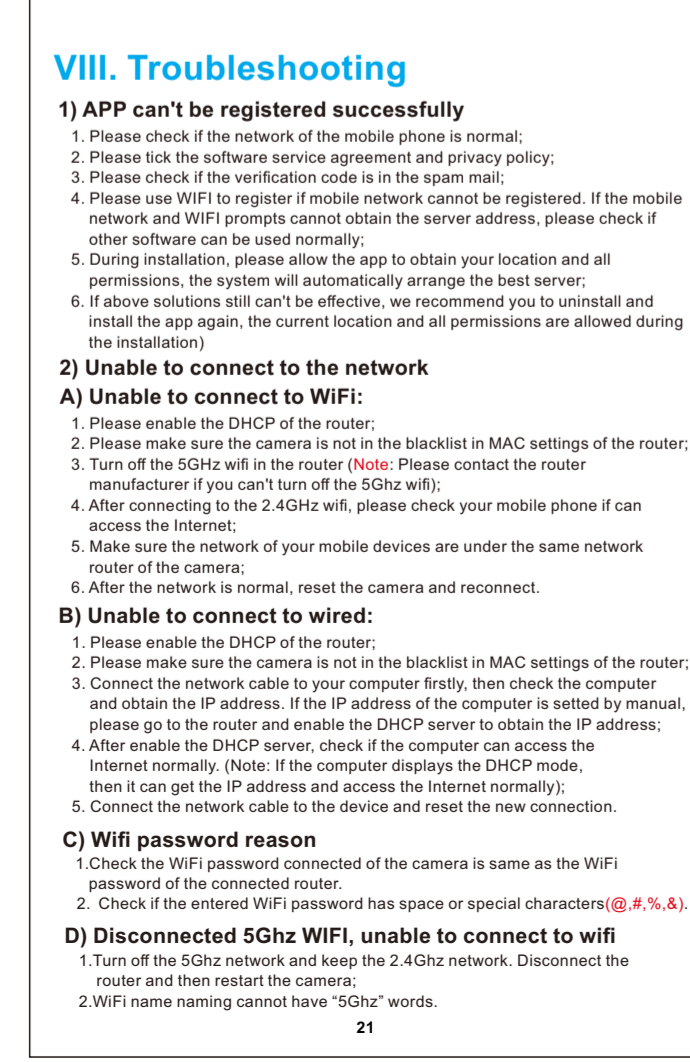 VIII. Troubleshooting
1) APP can't be registered successfully
1. Please check if the network of the mobile phone is normal;
2. Please tick the software service agreement and privacy policy;
3. Please check if the verification code is in the spam mail;
4. Please use WIFI to register if mobile network cannot be registered. If the mobile
network and WIFI prompts cannot obtain the server address, please check if
other software can be used normally;
5. During installation, please allow the app to obtain your location and all
permissions, the system will automatically arrange the best server;
6. If above solutions still can't be effective, we recommend you to uninstall and
install the app again, the current location and all permissions are allowed during
the installation)
2) Unable to connect to the network
A) Unable to connect to WiFi:
1. Please enable the DHCP of the router;
2. Please make sure the camera is not in the blacklist in MAC settings of the router;
3. Turn off the 5GHz wifi in the router (Note: Please contact the router
manufacturer if you can't turn off the 5Ghz wifi);
4. After connecting to the 2.4GHz wifi, please check your mobile phone if can
access the Internet;
5. Make sure the network of your mobile devices are under the same network
router of the camera;
6. After the network is normal, reset the camera and reconnect.
B) Unable to connect to wired:
1. Please enable the DHCP of the router;
2. Please make sure the camera is not in the blacklist in MAC settings of the router;
3. Connect the network cable to your computer firstly, then check the computer
and obtain the IP address. If the IP address of the computer is setted by manual,
please go to the router and enable the DHCP server to obtain the IP address;
4. After enable the DHCP server, check if the computer can access the
Internet normally. (Note: If the computer displays the DHCP mode,
then it can get the IP address and access the Internet normally);
5. Connect the network cable to the device and reset the new connection.
C) Wifi password reason
1.Check the WiFi password connected of the camera is same as the WiFi
password of the connected router.
2. Check if the entered WiFi password has space or special characters(@,#,%,&).
D) Disconnected 5Ghz WIFI, unable to connect to wifi
1.Turn off the 5Ghz network and keep the 2.4Ghz network. Disconnect the
router and then restart the camera;
2.WiFi name naming cannot have “5Ghz” words.
21